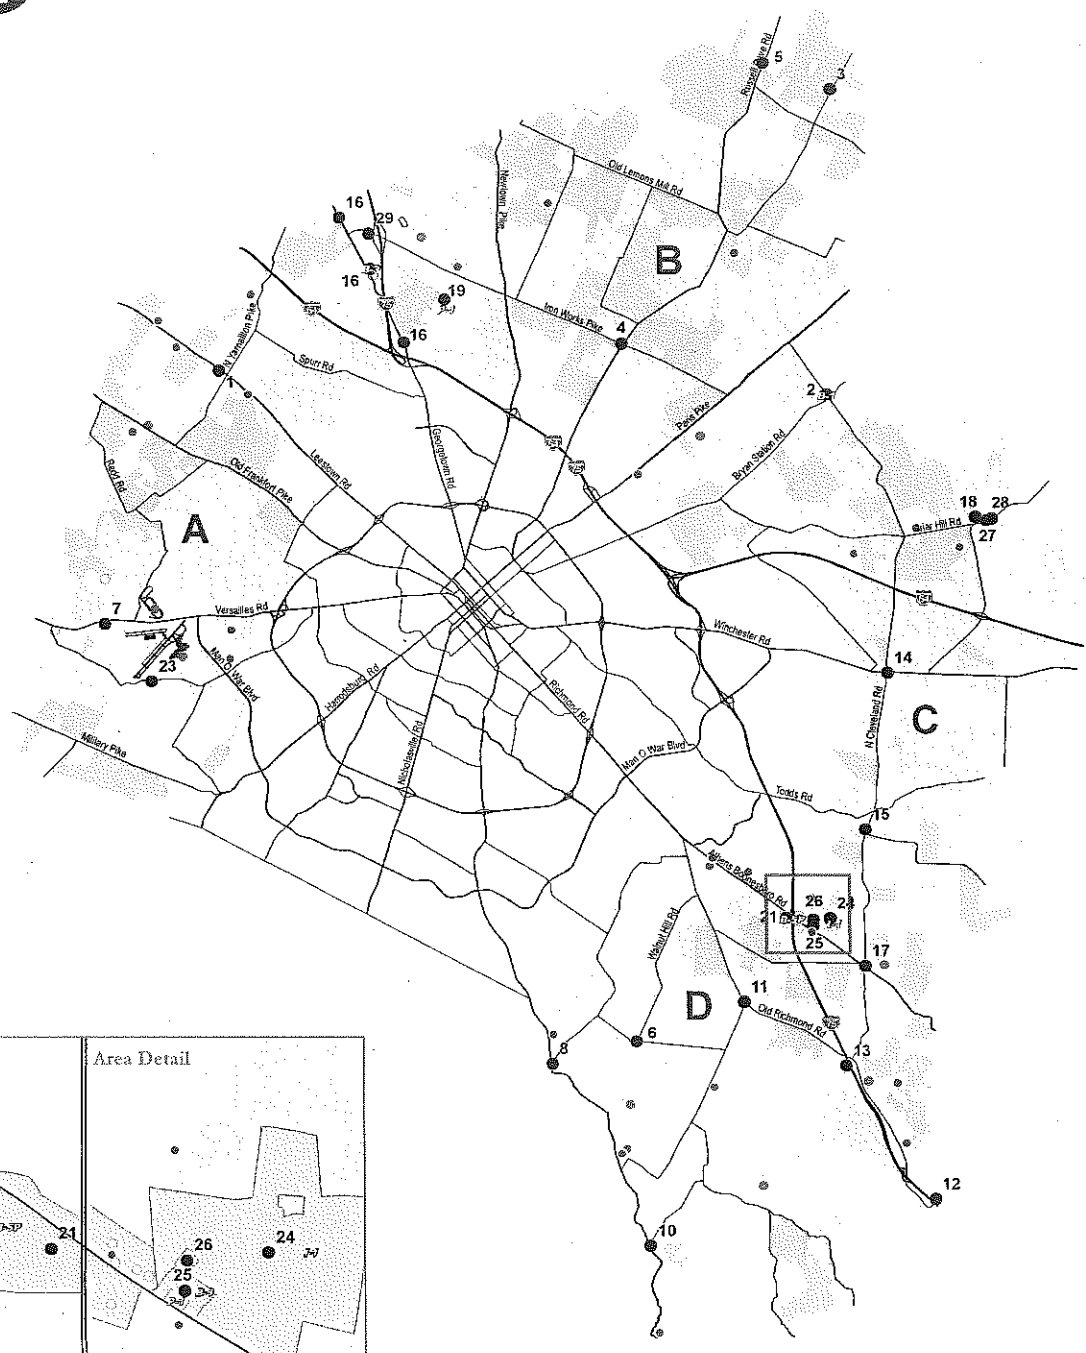 5
3
Old Lemons Mill Rd
Newtown Pike
16
29
B
16
19
Iron Works Pike
4
16
N Yarnallton Pike
Spurr Rd
1
2
Paris Pike
Georgetown Rd
Leestown Rd
Bryan Station Rd
Old Frankfort Pike
Redd Rd
A
18
28
Briar Hill Rd
27
7
Versailles Rd
Winchester Rd
23
Man O War Blvd
14
Harrodsburg Rd
Richmond Rd
C
N Cleveland Rd
Military Pike
Nicholasville Rd
Man O War Blvd
Todds Rd
15
Athens Boonesboro Rd
26
24
21
25
Walnut Hill Rd
17
D
11
Old Richmond Rd
8
6
13
Area Detail
12
10
21
26
24
25